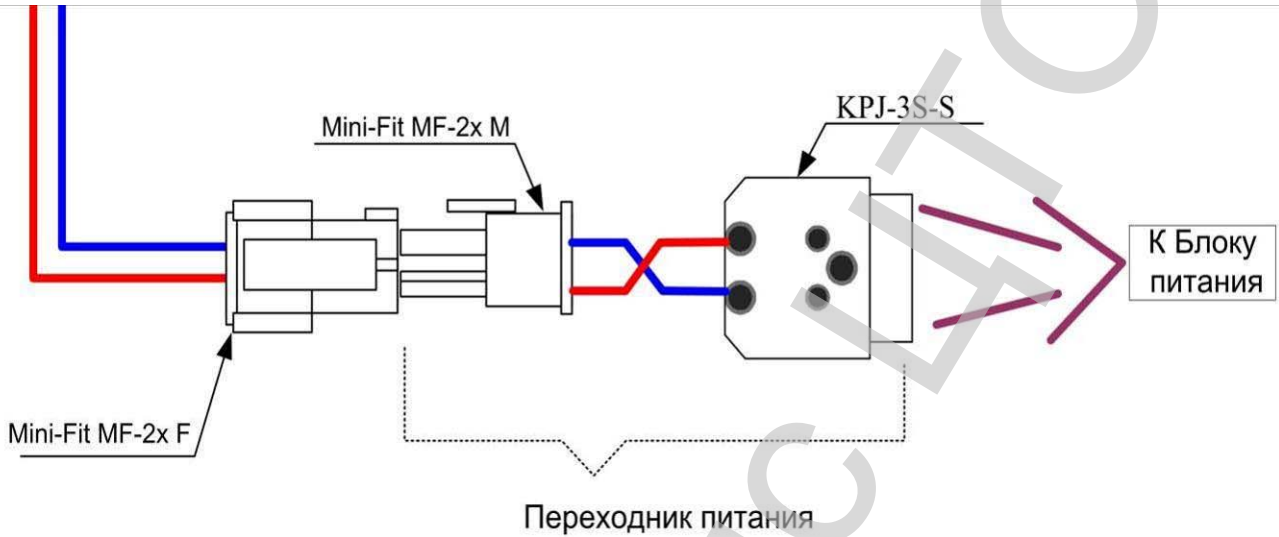 KPJ-3S-S
Mini-Fit MF-2x M
К Блоку
питания
Mini-Fit MF-2x F
Переходник питания